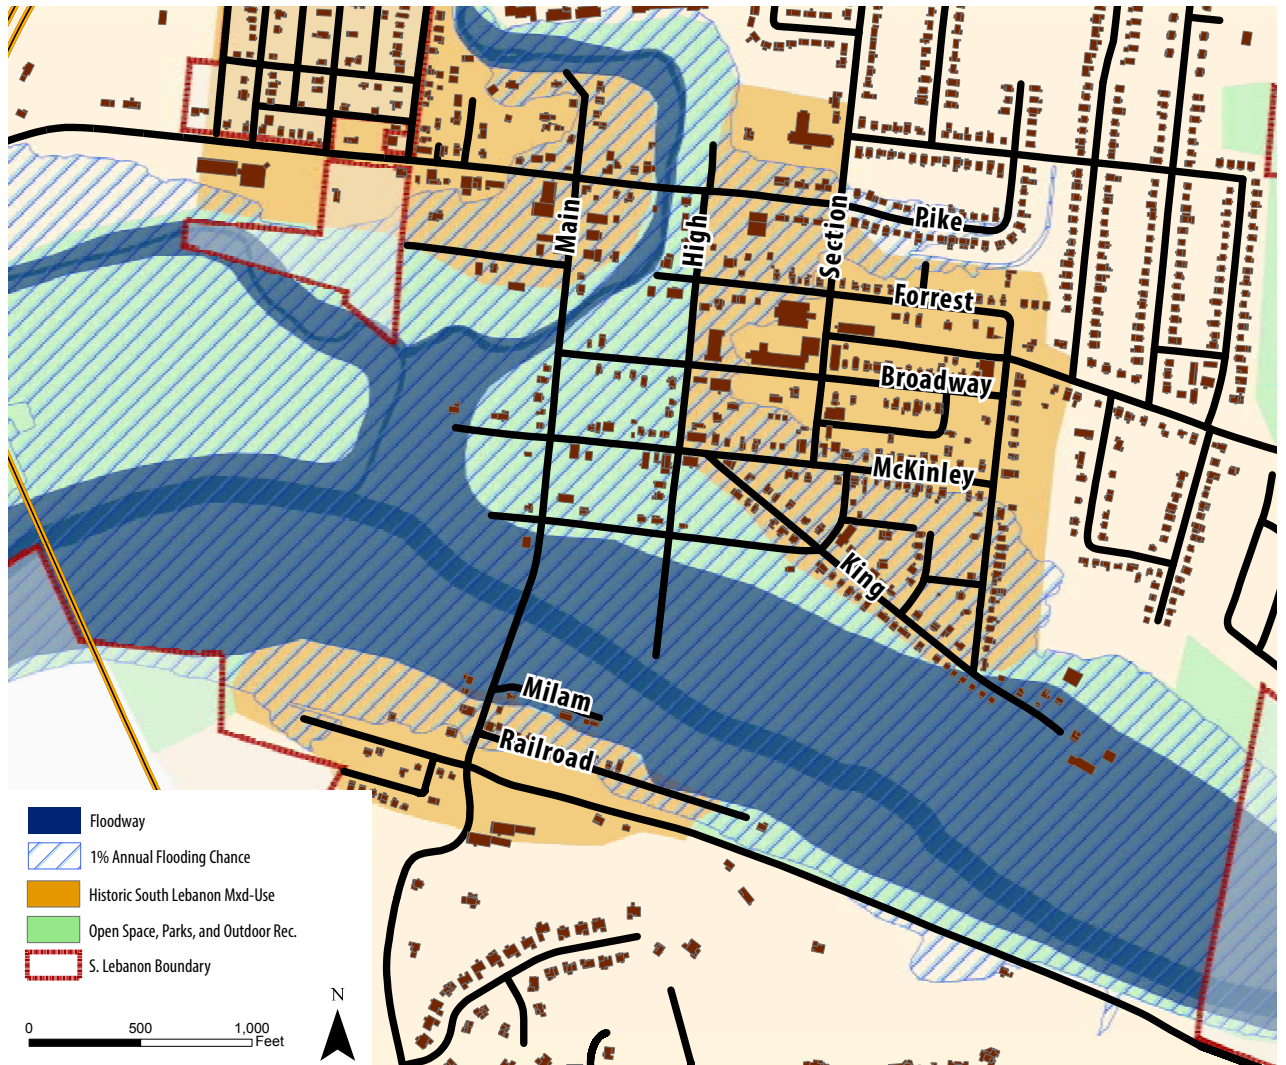 Main
High
Section
Pike
Forrest
Broadway
McKinley
King
Milam
Railroad
Floodway
1% Annual Flooding Chance
Historic South Lebanon Mxd-Use
Open Space, Parks, and Outdoor Rec.
S. Lebanon Boundary
N
0 500 1,000
Feet